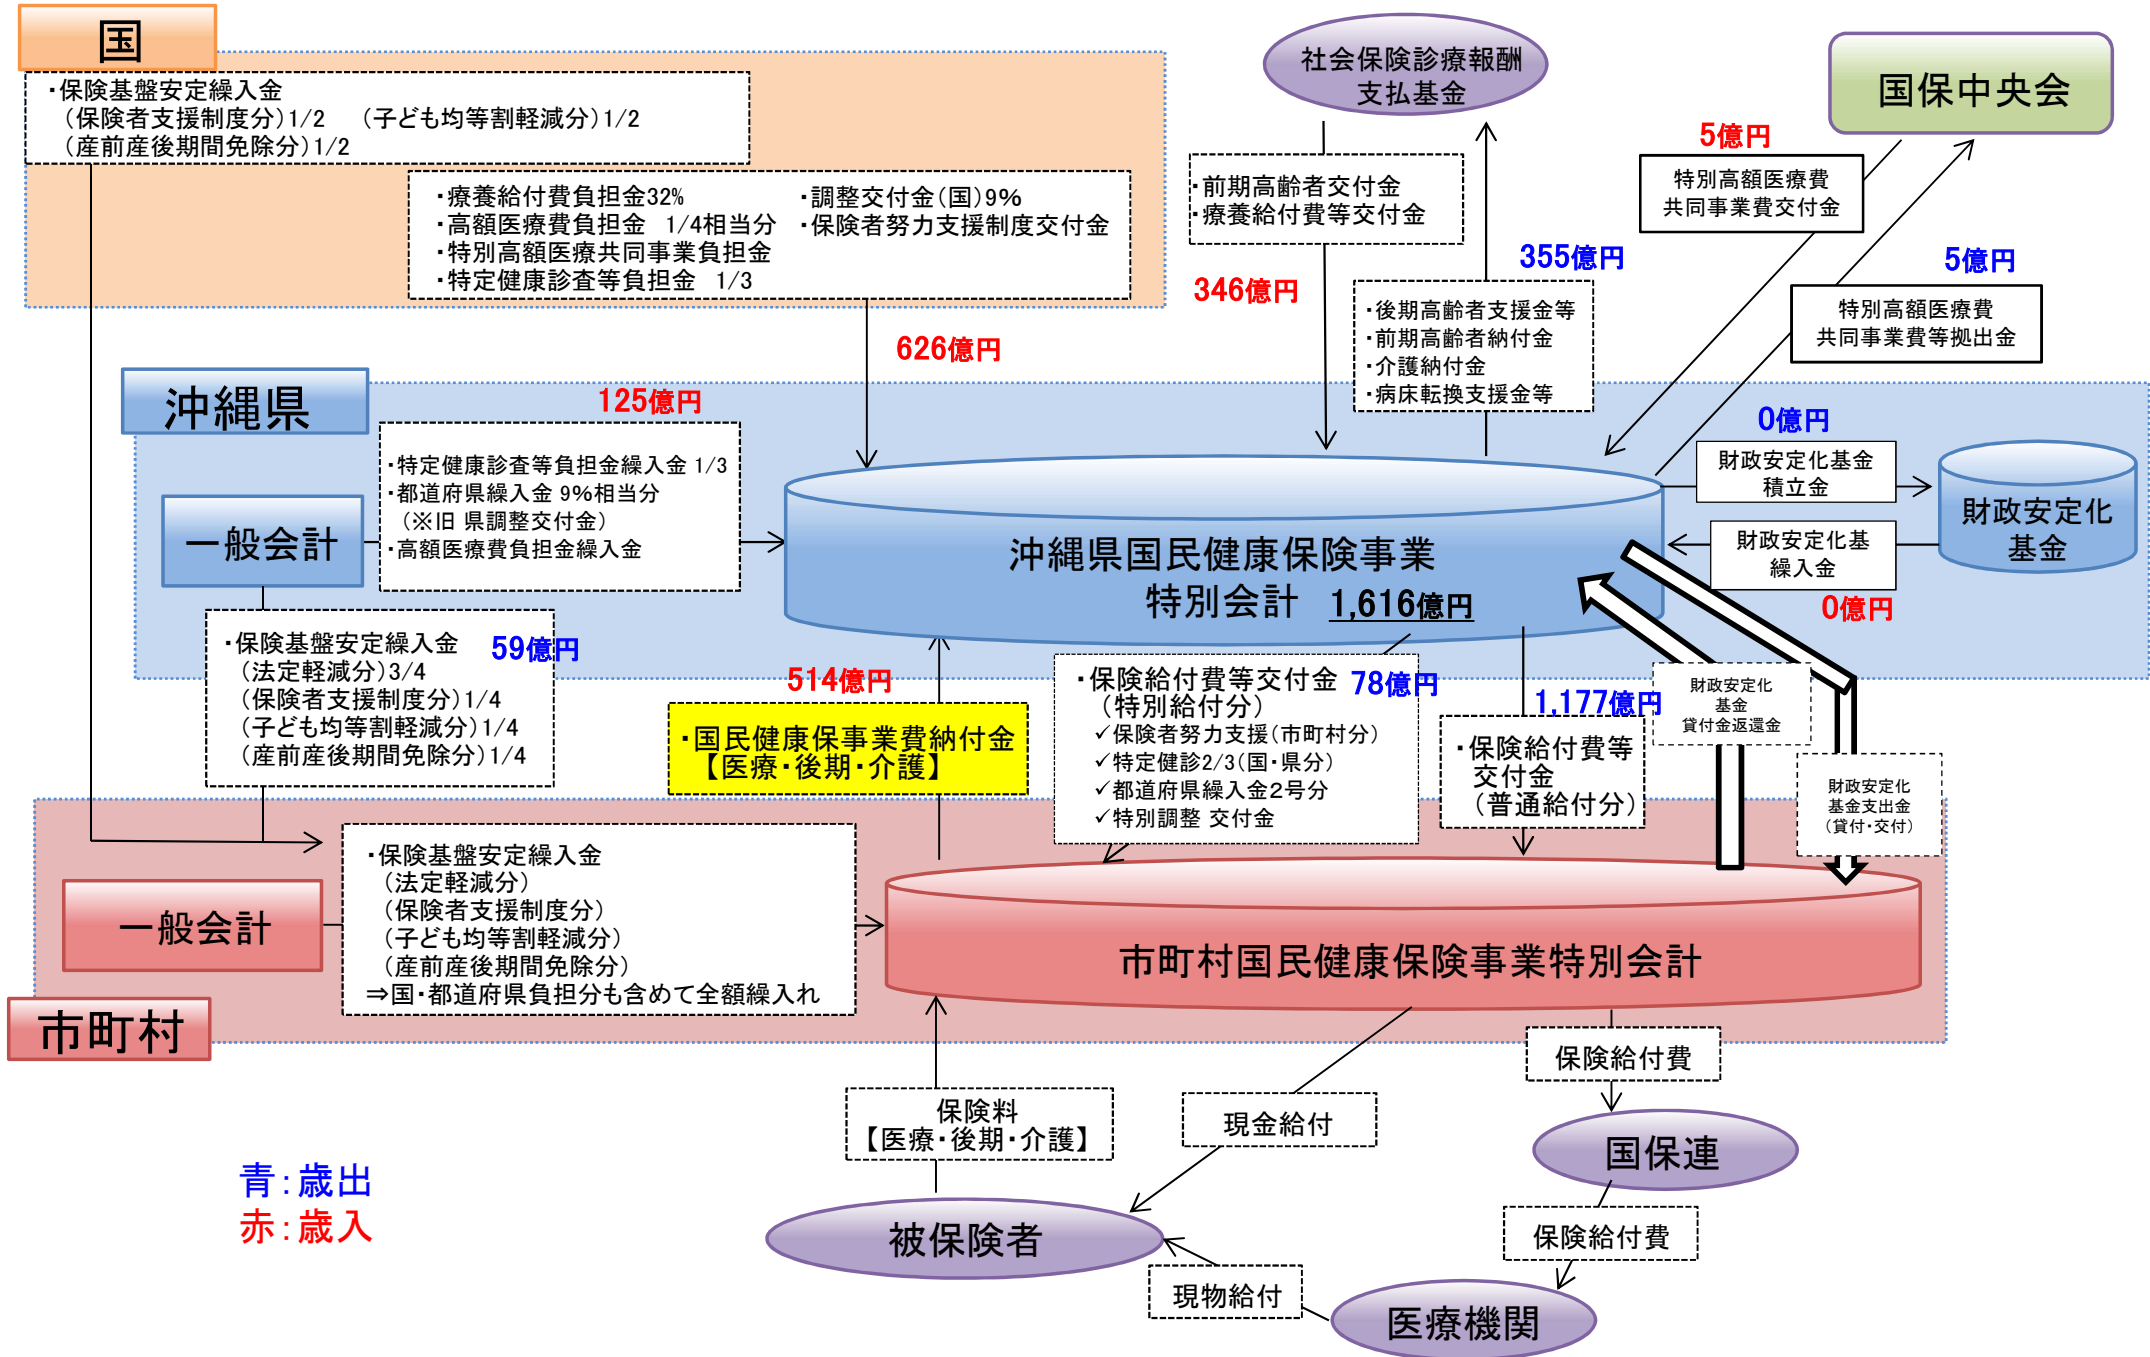 国
・保険基盤安定繰入金
（保険者支援制度分）1/2　（子ども均等割軽減分）1/2
（産前産後期間免除分）1/2
・療養給付費負担金32%
・高額医療費負担金　1/4相当分
・特別高額医療共同事業負担金
・特定健康診査等負担金　1/3
・調整交付金（国）9%
・保険者努力支援制度交付金
626億円
社会保険診療報酬
支払基金
・前期高齢者交付金
・療養給付費等交付金
346億円
355億円
・後期高齢者支援金等
・前期高齢者納付金
・介護納付金
・病床転換支援金等
国保中央会
5億円
特別高額医療費
共同事業費交付金
5億円
特別高額医療費
共同事業費等拠出金
沖縄県
125億円
・特定健康診査等負担金繰入金 1/3
・都道府県繰入金 9%相当分
（※旧 県調整交付金）
・高額医療費負担金繰入金
一般会計
沖縄県国民健康保険事業
特別会計　1,616億円
0億円
財政安定化基金
積立金
財政安定化基
繰入金
0億円
財政安定化
基金
・保険基盤安定繰入金
（法定軽減分）3/4
（保険者支援制度分）1/4
（子ども均等割軽減分）1/4
（産前産後期間免除分）1/4
59億円
514億円
・国民健康保事業費納付金
【医療・後期・介護】
・保険給付費等交付金
（特別給付分）
✓保険者努力支援（市町村分）
✓特定健診2/3（国・県分）
✓都道府県繰入金2号分
✓特別調整 交付金
78億円
1,177億円
・保険給付費等
交付金
（普通給付分）
財政安定化
基金
貸付金返還金
財政安定化
基金支出金
（貸付・交付）
・保険基盤安定繰入金
（法定軽減分）
（保険者支援制度分）
（子ども均等割軽減分）
（産前産後期間免除分）
⇒国・都道府県負担分も含めて全額繰入れ
一般会計
市町村
市町村国民健康保険事業特別会計
保険料
【医療・後期・介護】
現金給付
保険給付費
国保連
保険給付費
被保険者
現物給付
医療機関
青：歳出
赤：歳入